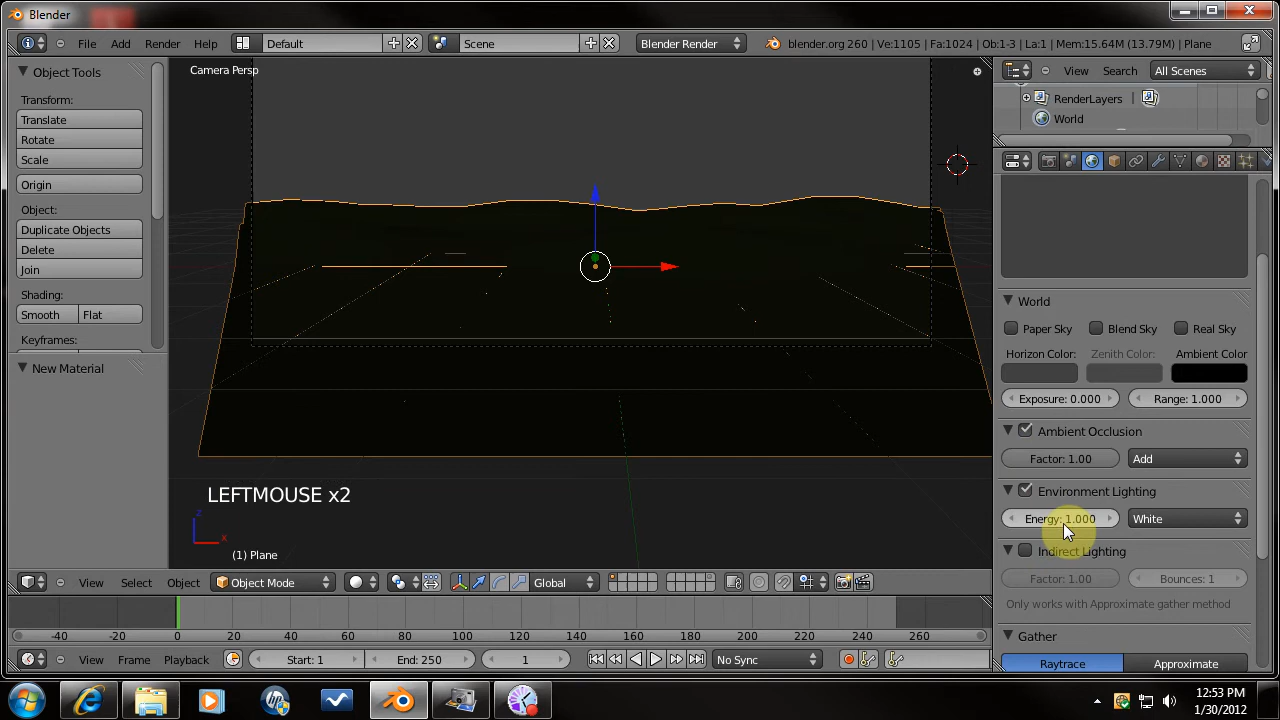 Blender
File Add Render Help Default Scene Blender Render blender.org 260 | Ve:1105 | Fa:1024 | Ob:1-3 | La:1 | Mem:15.64M (13.79M) | Plane
Object Tools
Transform:
Translate
Rotate
Scale
Origin
Object:
Duplicate Objects
Delete
Join
Shading:
Smooth Flat
Keyframes:
New Material
Camera Persp
LEFTMOUSE x2
z
x
(1) Plane
View Select Object Object Mode Global
-40 -20 0 20 40 60 80 100 120 140 160 180 200 220 240 260
View Frame Playback Start: 1 End: 250 1 No Sync
View Search All Scenes
RenderLayers
World
World
Paper Sky Blend Sky Real Sky
Horizon Color: Zenith Color: Ambient Color
Exposure: 0.000 Range: 1.000
Ambient Occlusion
Factor: 1.00 Add
Environment Lighting
Energy: 1.000 White
Indirect Lighting
Factor: 1.00 Bounces: 1
Only works with Approximate gather method
Gather
Raytrace Approximate
12:53 PM
1/30/2012